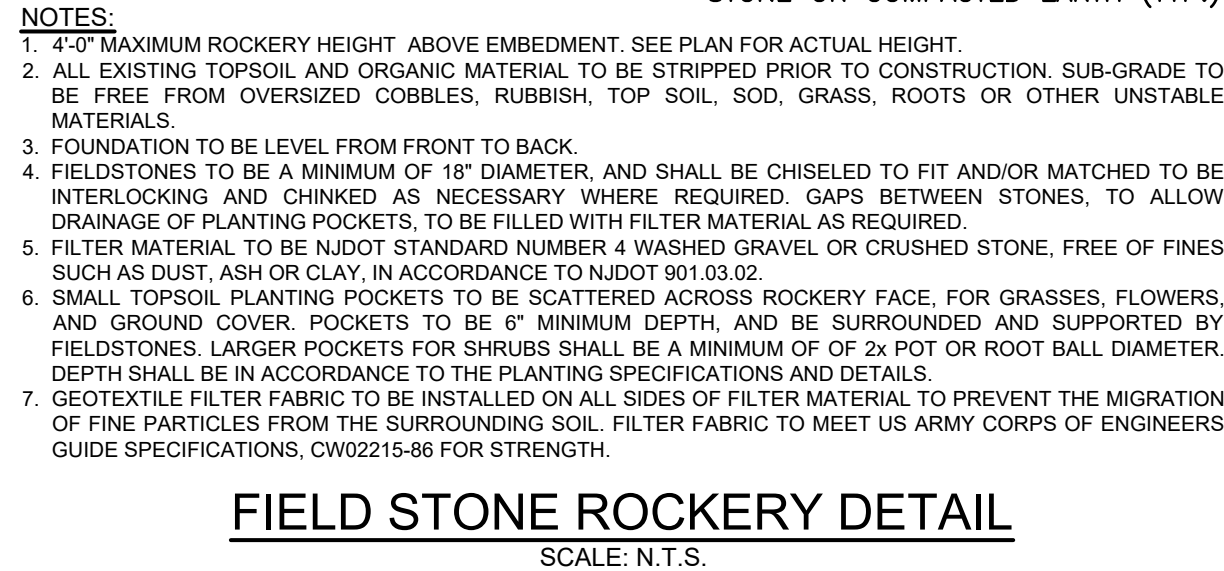 STONE ON COMPACTED EARTH (TYP.)
NOTES:
1. 4'-0" MAXIMUM ROCKERY HEIGHT ABOVE EMBEDMENT. SEE PLAN FOR ACTUAL HEIGHT.
2. ALL EXISTING TOPSOIL AND ORGANIC MATERIAL TO BE STRIPPED PRIOR TO CONSTRUCTION. SUB-GRADE TO
BE FREE FROM OVERSIZED COBBLES, RUBBISH, TOP SOIL, SOD, GRASS, ROOTS OR OTHER UNSTABLE
MATERIALS.
3. FOUNDATION TO BE LEVEL FROM FRONT TO BACK.
4. FIELDSTONES TO BE A MINIMUM OF 18" DIAMETER, AND SHALL BE CHISELED TO FIT AND/OR MATCHED TO BE
INTERLOCKING AND CHINKED AS NECESSARY WHERE REQUIRED. GAPS BETWEEN STONES, TO ALLOW
DRAINAGE OF PLANTING POCKETS, TO BE FILLED WITH FILTER MATERIAL AS REQUIRED.
5. FILTER MATERIAL TO BE NJDOT STANDARD NUMBER 4 WASHED GRAVEL OR CRUSHED STONE, FREE OF FINES
SUCH AS DUST, ASH OR CLAY, IN ACCORDANCE TO NJDOT 901.03.02.
6. SMALL TOPSOIL PLANTING POCKETS TO BE SCATTERED ACROSS ROCKERY FACE, FOR GRASSES, FLOWERS,
AND GROUND COVER. POCKETS TO BE 6" MINIMUM DEPTH, AND BE SURROUNDED AND SUPPORTED BY
FIELDSTONES. LARGER POCKETS FOR SHRUBS SHALL BE A MINIMUM OF OF 2x POT OR ROOT BALL DIAMETER.
DEPTH SHALL BE IN ACCORDANCE TO THE PLANTING SPECIFICATIONS AND DETAILS.
7. GEOTEXTILE FILTER FABRIC TO BE INSTALLED ON ALL SIDES OF FILTER MATERIAL TO PREVENT THE MIGRATION
OF FINE PARTICLES FROM THE SURROUNDING SOIL. FILTER FABRIC TO MEET US ARMY CORPS OF ENGINEERS
GUIDE SPECIFICATIONS, CW02215-86 FOR STRENGTH.
FIELD STONE ROCKERY DETAIL
SCALE: N.T.S.